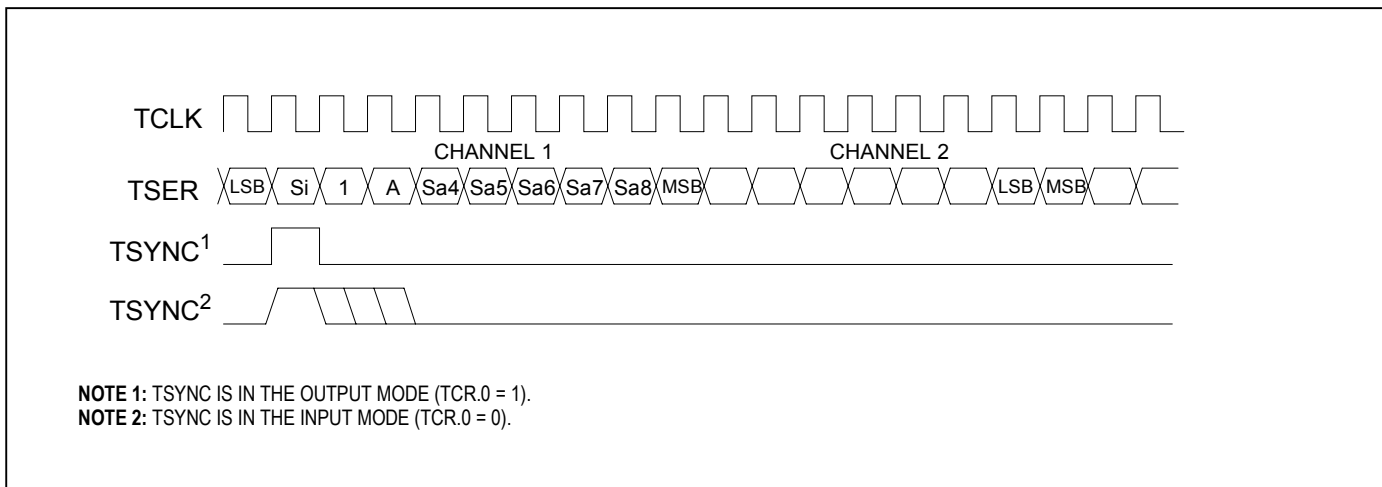 TCLK
CHANNEL 1 CHANNEL 2
TSER LSB Si 1 A Sa4 Sa5 Sa6 Sa7 Sa8 MSB LSB MSB
TSYNC1
TSYNC2
NOTE 1: TSYNC IS IN THE OUTPUT MODE (TCR.0 = 1).
NOTE 2: TSYNC IS IN THE INPUT MODE (TCR.0 = 0).